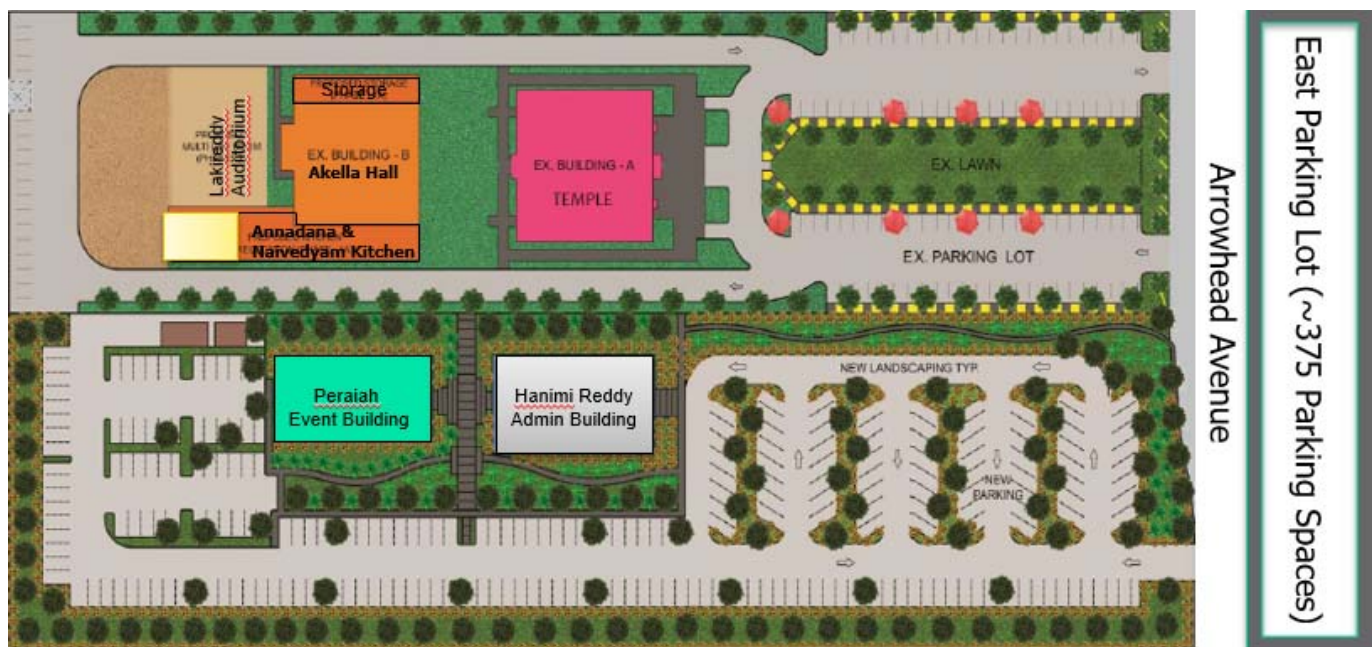 Storage
Lakireddy
Auditonium
EX. BUILDING - B
Akella Hall
Annadana &
Naivedyam Kitchen
EX. BUILDING - A
TEMPLE
EX. LAWN
EX. PARKING LOT
Peraiah
Event Building
Hanimi Reddy
Admin Building
NEW LANDSCAPING TYP.
NEW
PARKING
Arrowhead Avenue
East Parking Lot (~375 Parking Spaces)